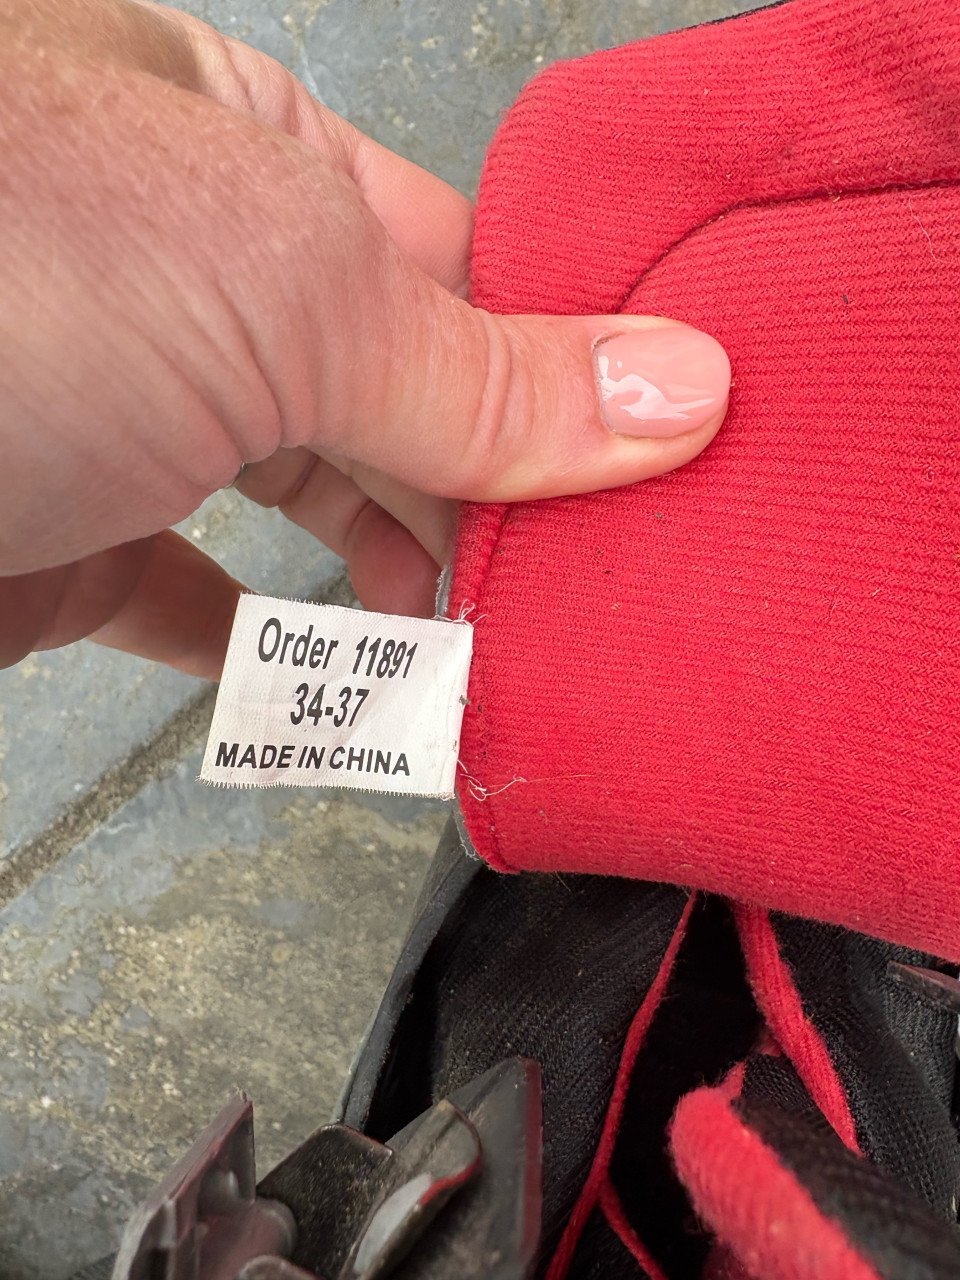 Order 11891
34-37
MADE IN CHINA